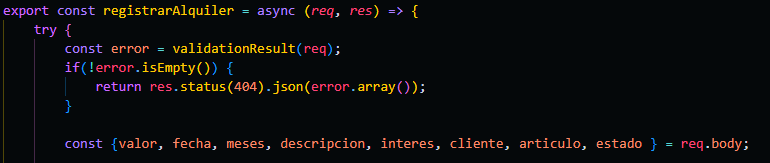 export const registrarAlquiler = async (req, res) => {
    try {
        const error = validationResult(req);
        if(!error.isEmpty()) {
            return res.status(404).json(error.array());
        }

        const {valor, fecha, meses, descripcion, interes, cliente, articulo, estado } = req.body;